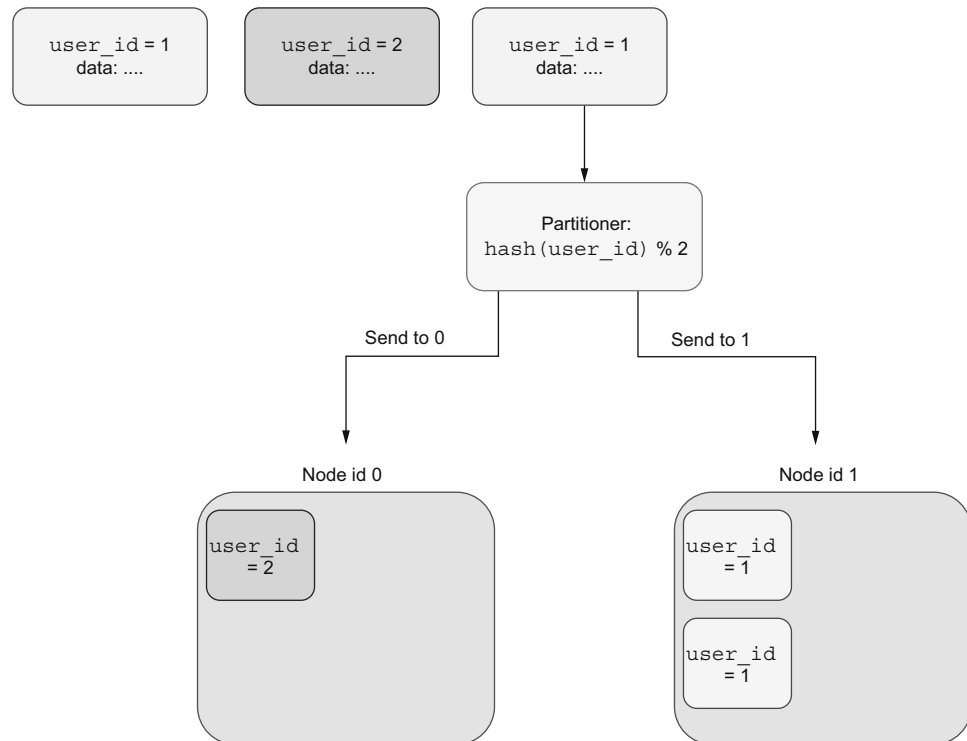 user_id = 1
data: ....
user_id = 2
data: ....
user_id = 1
data: ....
Partitioner:
hash(user_id) % 2
Send to 0
Send to 1
Node id 0
Node id 1
user_id
= 2
user_id
= 1
user_id
= 1